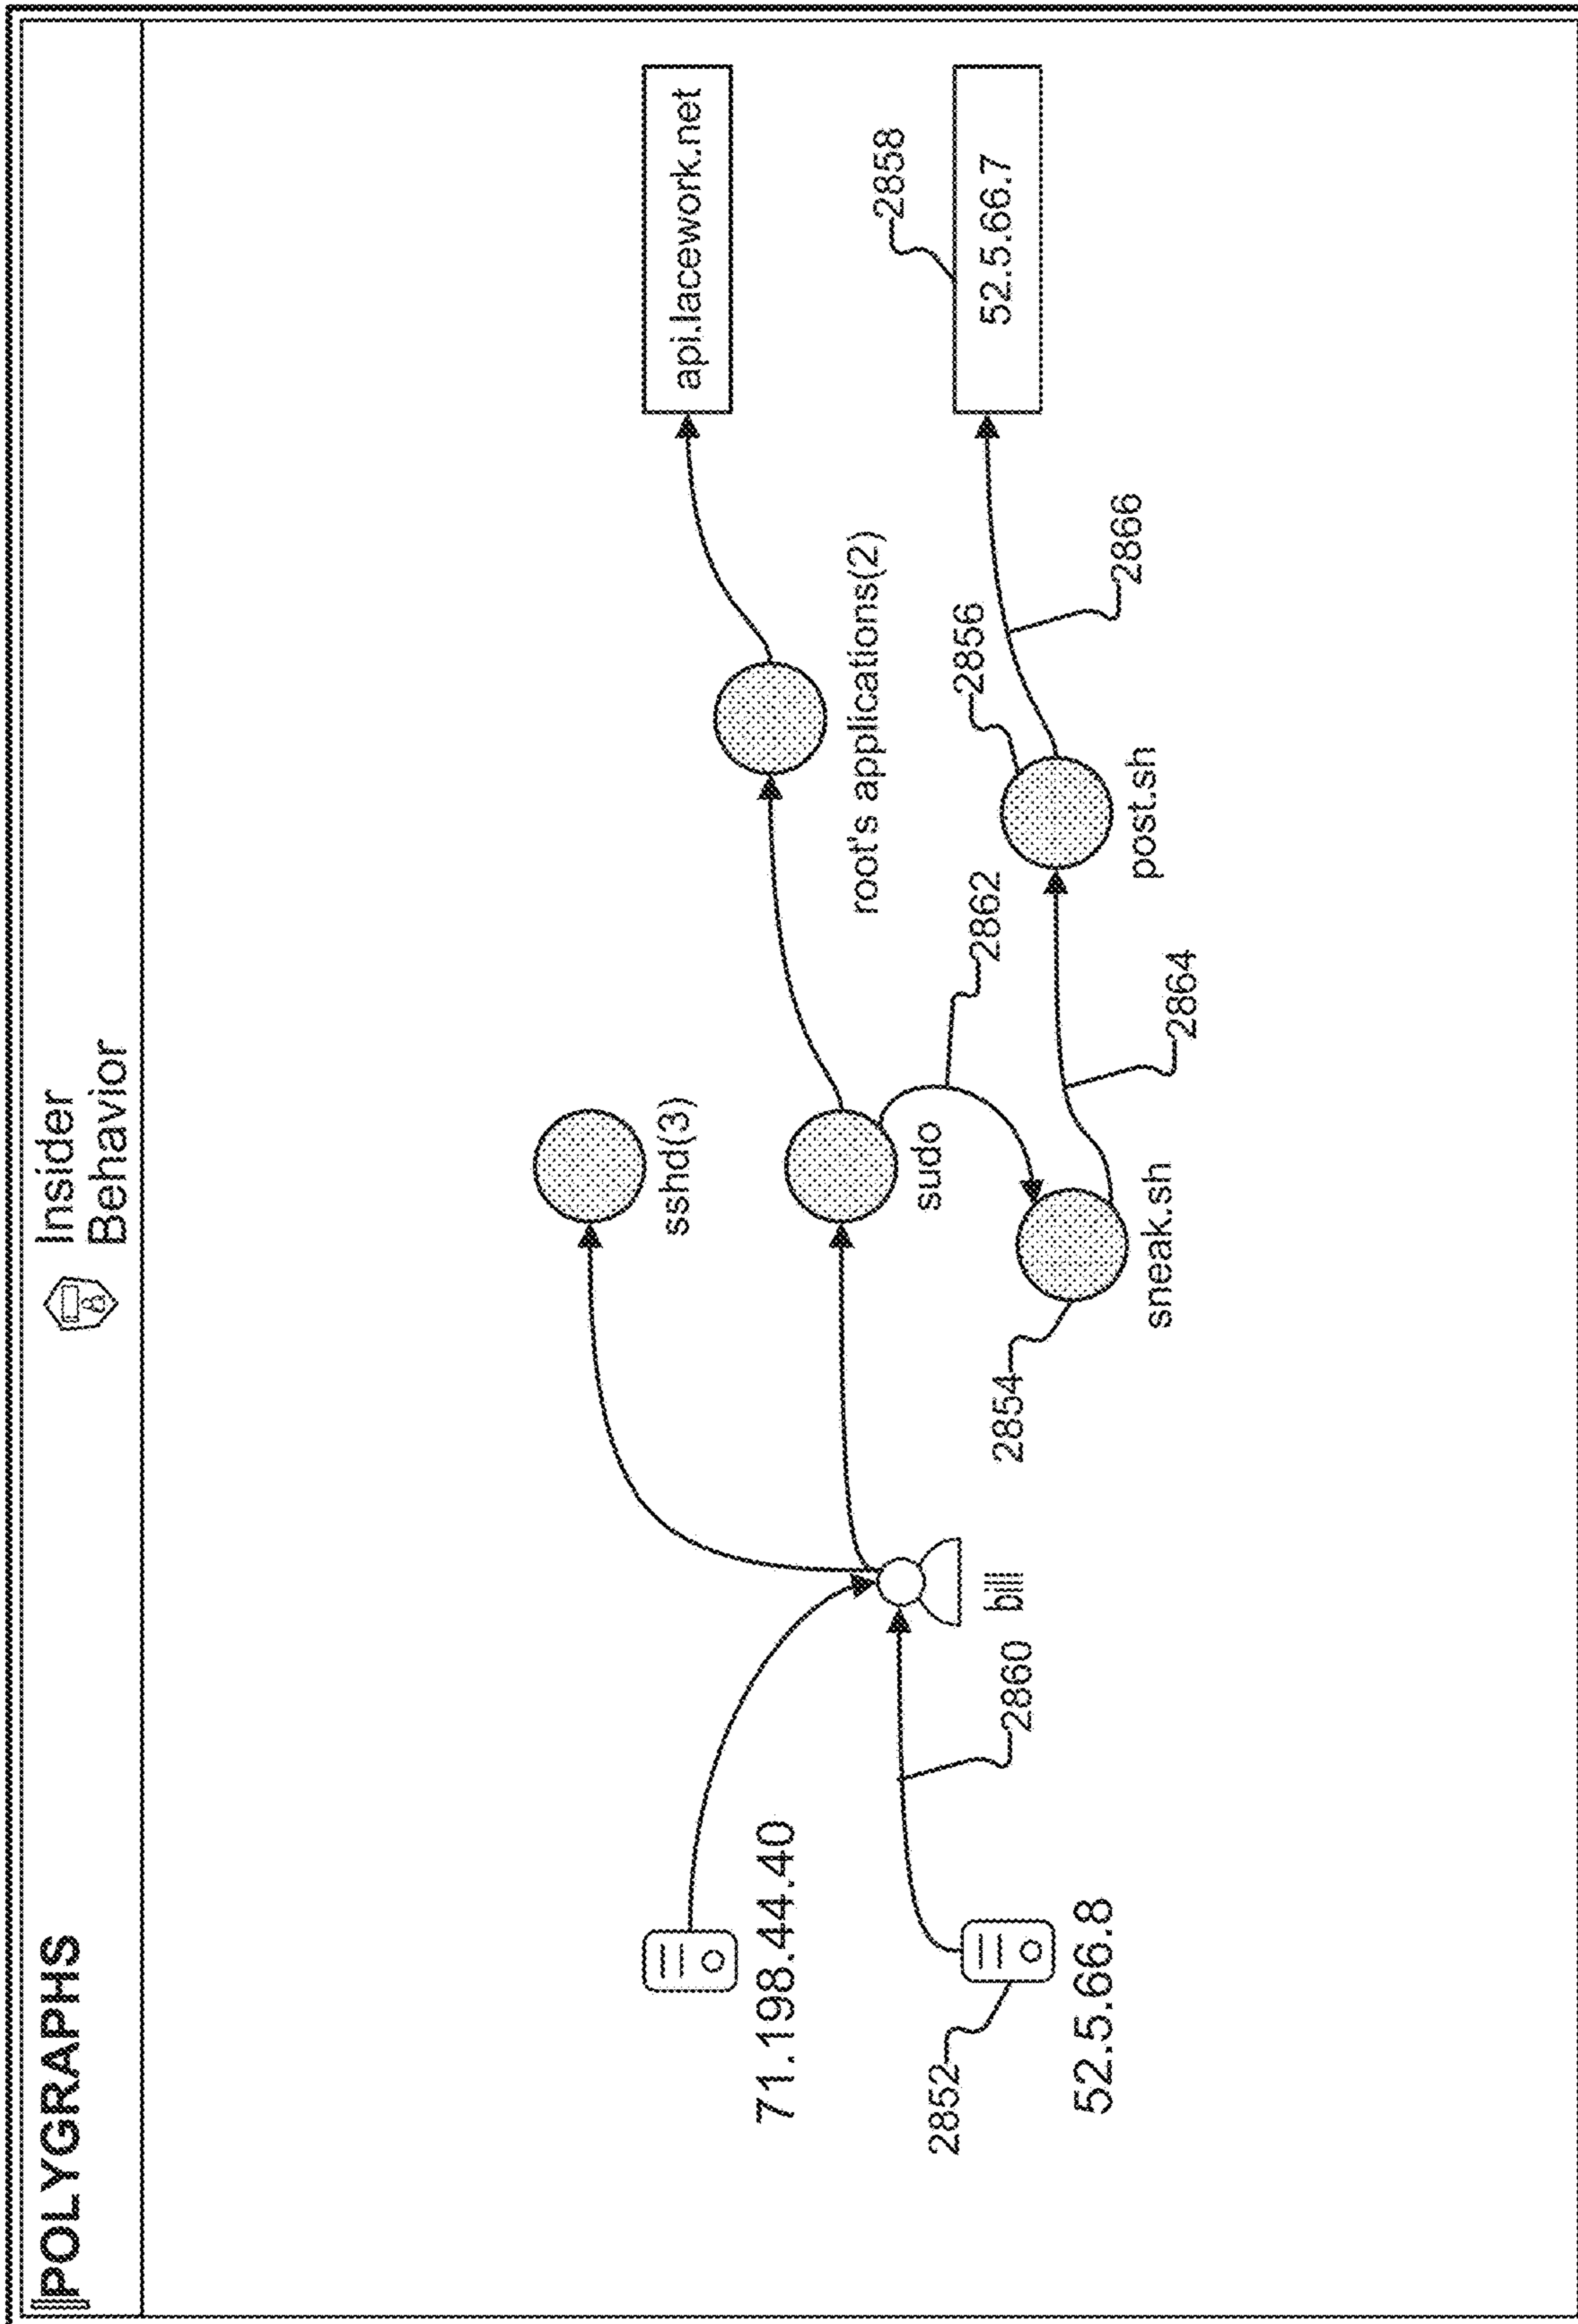 POLYGRAPHS
Insider
Behavior
sshd(3)
71.198.44.40
api.lacework.net
root's applications(2)
sudo
bill
2852
52.5.66.8
2860
2854
sneak.sh
2862
2864
2856
post.sh
2866
2858
52.5.66.7